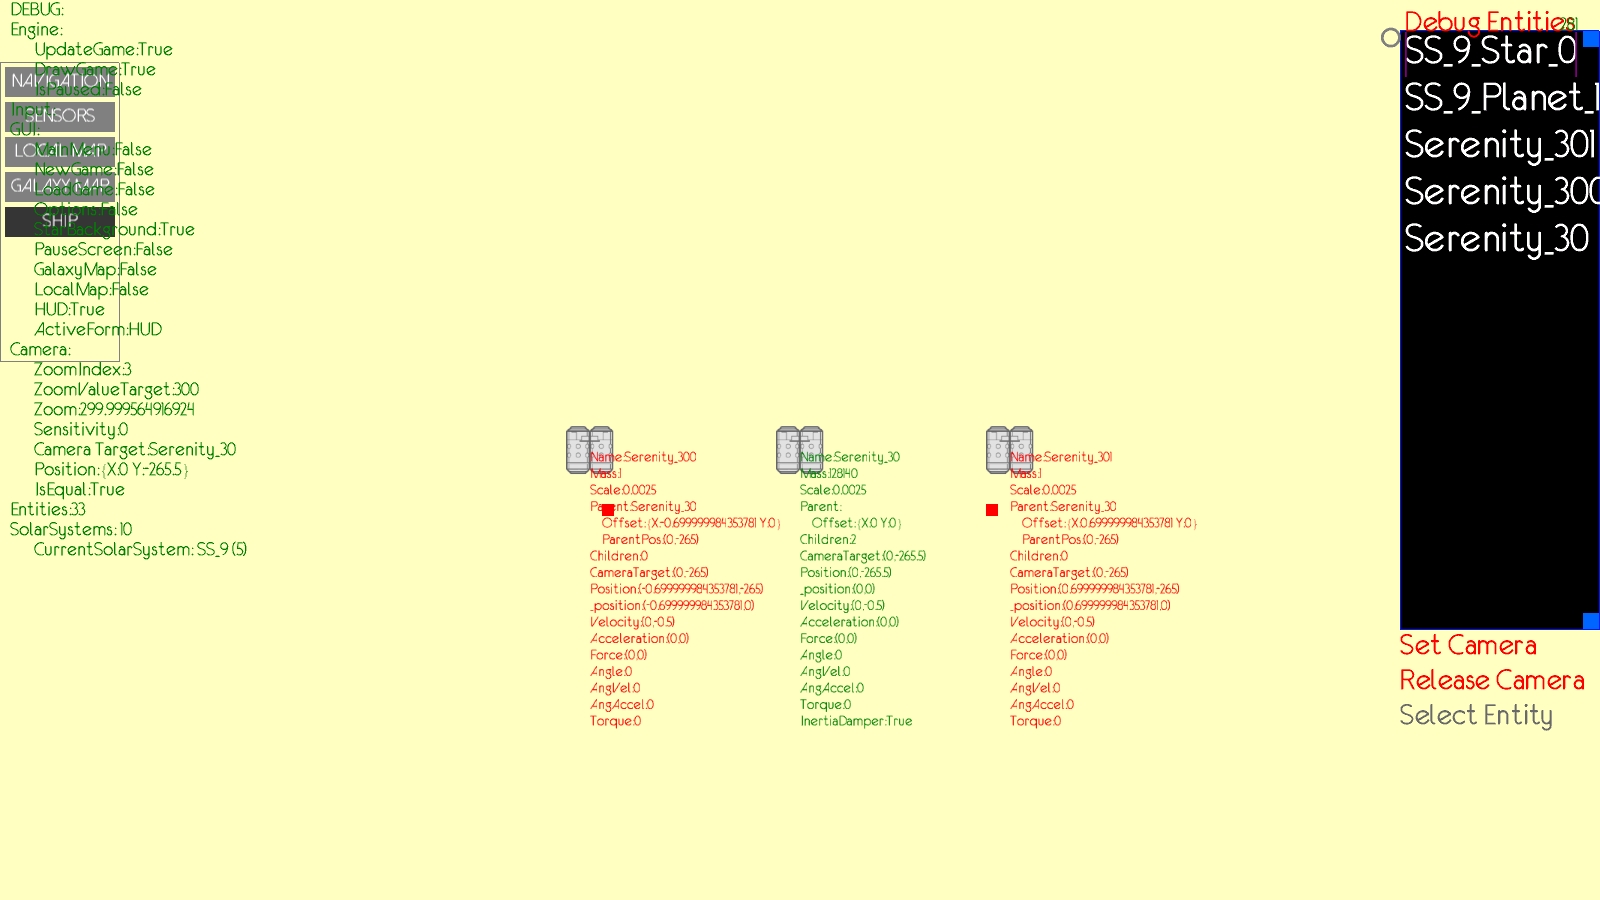 DEBUG:
Engine:
UpdateGame:True
DrawGame:True
IsPaused:False
Input:
GUI:
MainMenu:False
NewGame:False
LoadGame:False
Options:False
StarBackground:True
PauseScreen:False
GalaxyMap:False
LocalMap:False
HUD:True
ActiveForm:HUD
Camera:
ZoomIndex:3
ZoomValueTarget:300
Zoom:299.999564916924
Sensitivity:0
Camera Target:Serenity_30
Position:{X:0 Y:-265.5}
IsEqual:True
Entities:33
SolarSystems: 10
CurrentSolarSystem: SS_9 (5)
NAVIGATION
SENSORS
LOCAL MAP
GALAXY MAP
SHIP
Name:Serenity_300
Mass:1
Scale:0.0025
Parent:Serenity_30
Offset:{X:-0.699999984353781 Y:0}
ParentPos:(0,-265)
Children:0
CameraTarget:(0,-265)
Position:(-0.699999984353781,-265)
_position:(-0.699999984353781,0)
Velocity:(0,-0.5)
Acceleration:(0,0)
Force:(0,0)
Angle:0
AngVel:0
AngAccel:0
Torque:0
Name:Serenity_30
Mass:128140
Scale:0.0025
Parent:
Offset:{X:0 Y:0}
Children:2
CameraTarget:(0,-265.5)
Position:(0,-265.5)
_position:(0,0)
Velocity:(0,-0.5)
Acceleration:(0,0)
Force:(0,0)
Angle:0
AngVel:0
AngAccel:0
Torque:0
InertiaDamper:True
Name:Serenity_301
Mass:1
Scale:0.0025
Parent:Serenity_30
Offset:{X:0.699999984353781 Y:0}
ParentPos:(0,-265)
Children:0
CameraTarget:(0,-265)
Position:(0.699999984353781,-265)
_position:(0.699999984353781,0)
Velocity:(0,-0.5)
Acceleration:(0,0)
Force:(0,0)
Angle:0
AngVel:0
AngAccel:0
Torque:0
Debug Entities
SS_9_Star_0
SS_9_Planet_1
Serenity_301
Serenity_300
Serenity_30
Set Camera
Release Camera
Select Entity